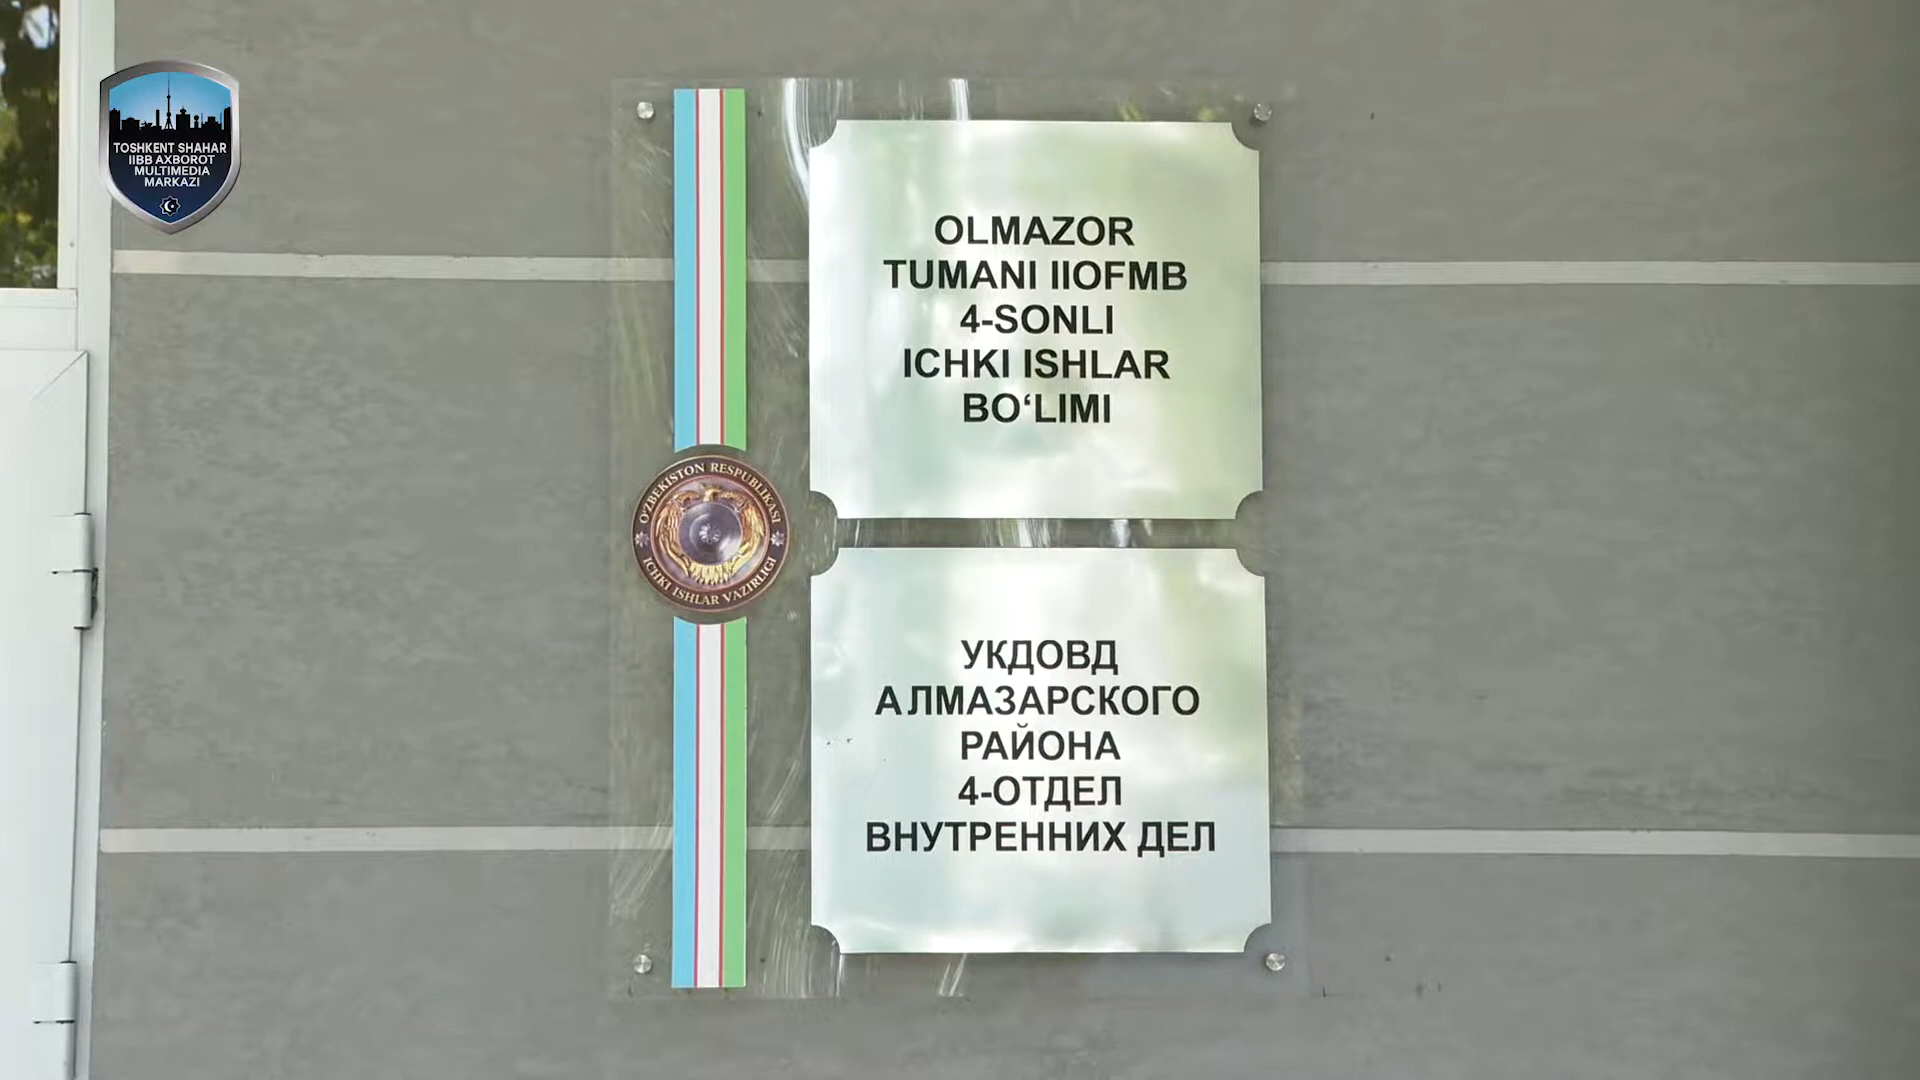 TOSHKENT SHAHAR
IIBB AXBOROT
MULTIMEDIA
MARKAZI
OLMAZOR
TUMANI IIOFMB
4-SONLI
ICHKI ISHLAR
BO‘LIMI
O'ZBEKISTON RESPUBLIKASI
ICHKI ISHLAR VAZIRLIGI
УКДОВД
АЛМАЗАРСКОГО
РАЙОНА
4-ОТДЕЛ
ВНУТРЕННИХ ДЕЛ